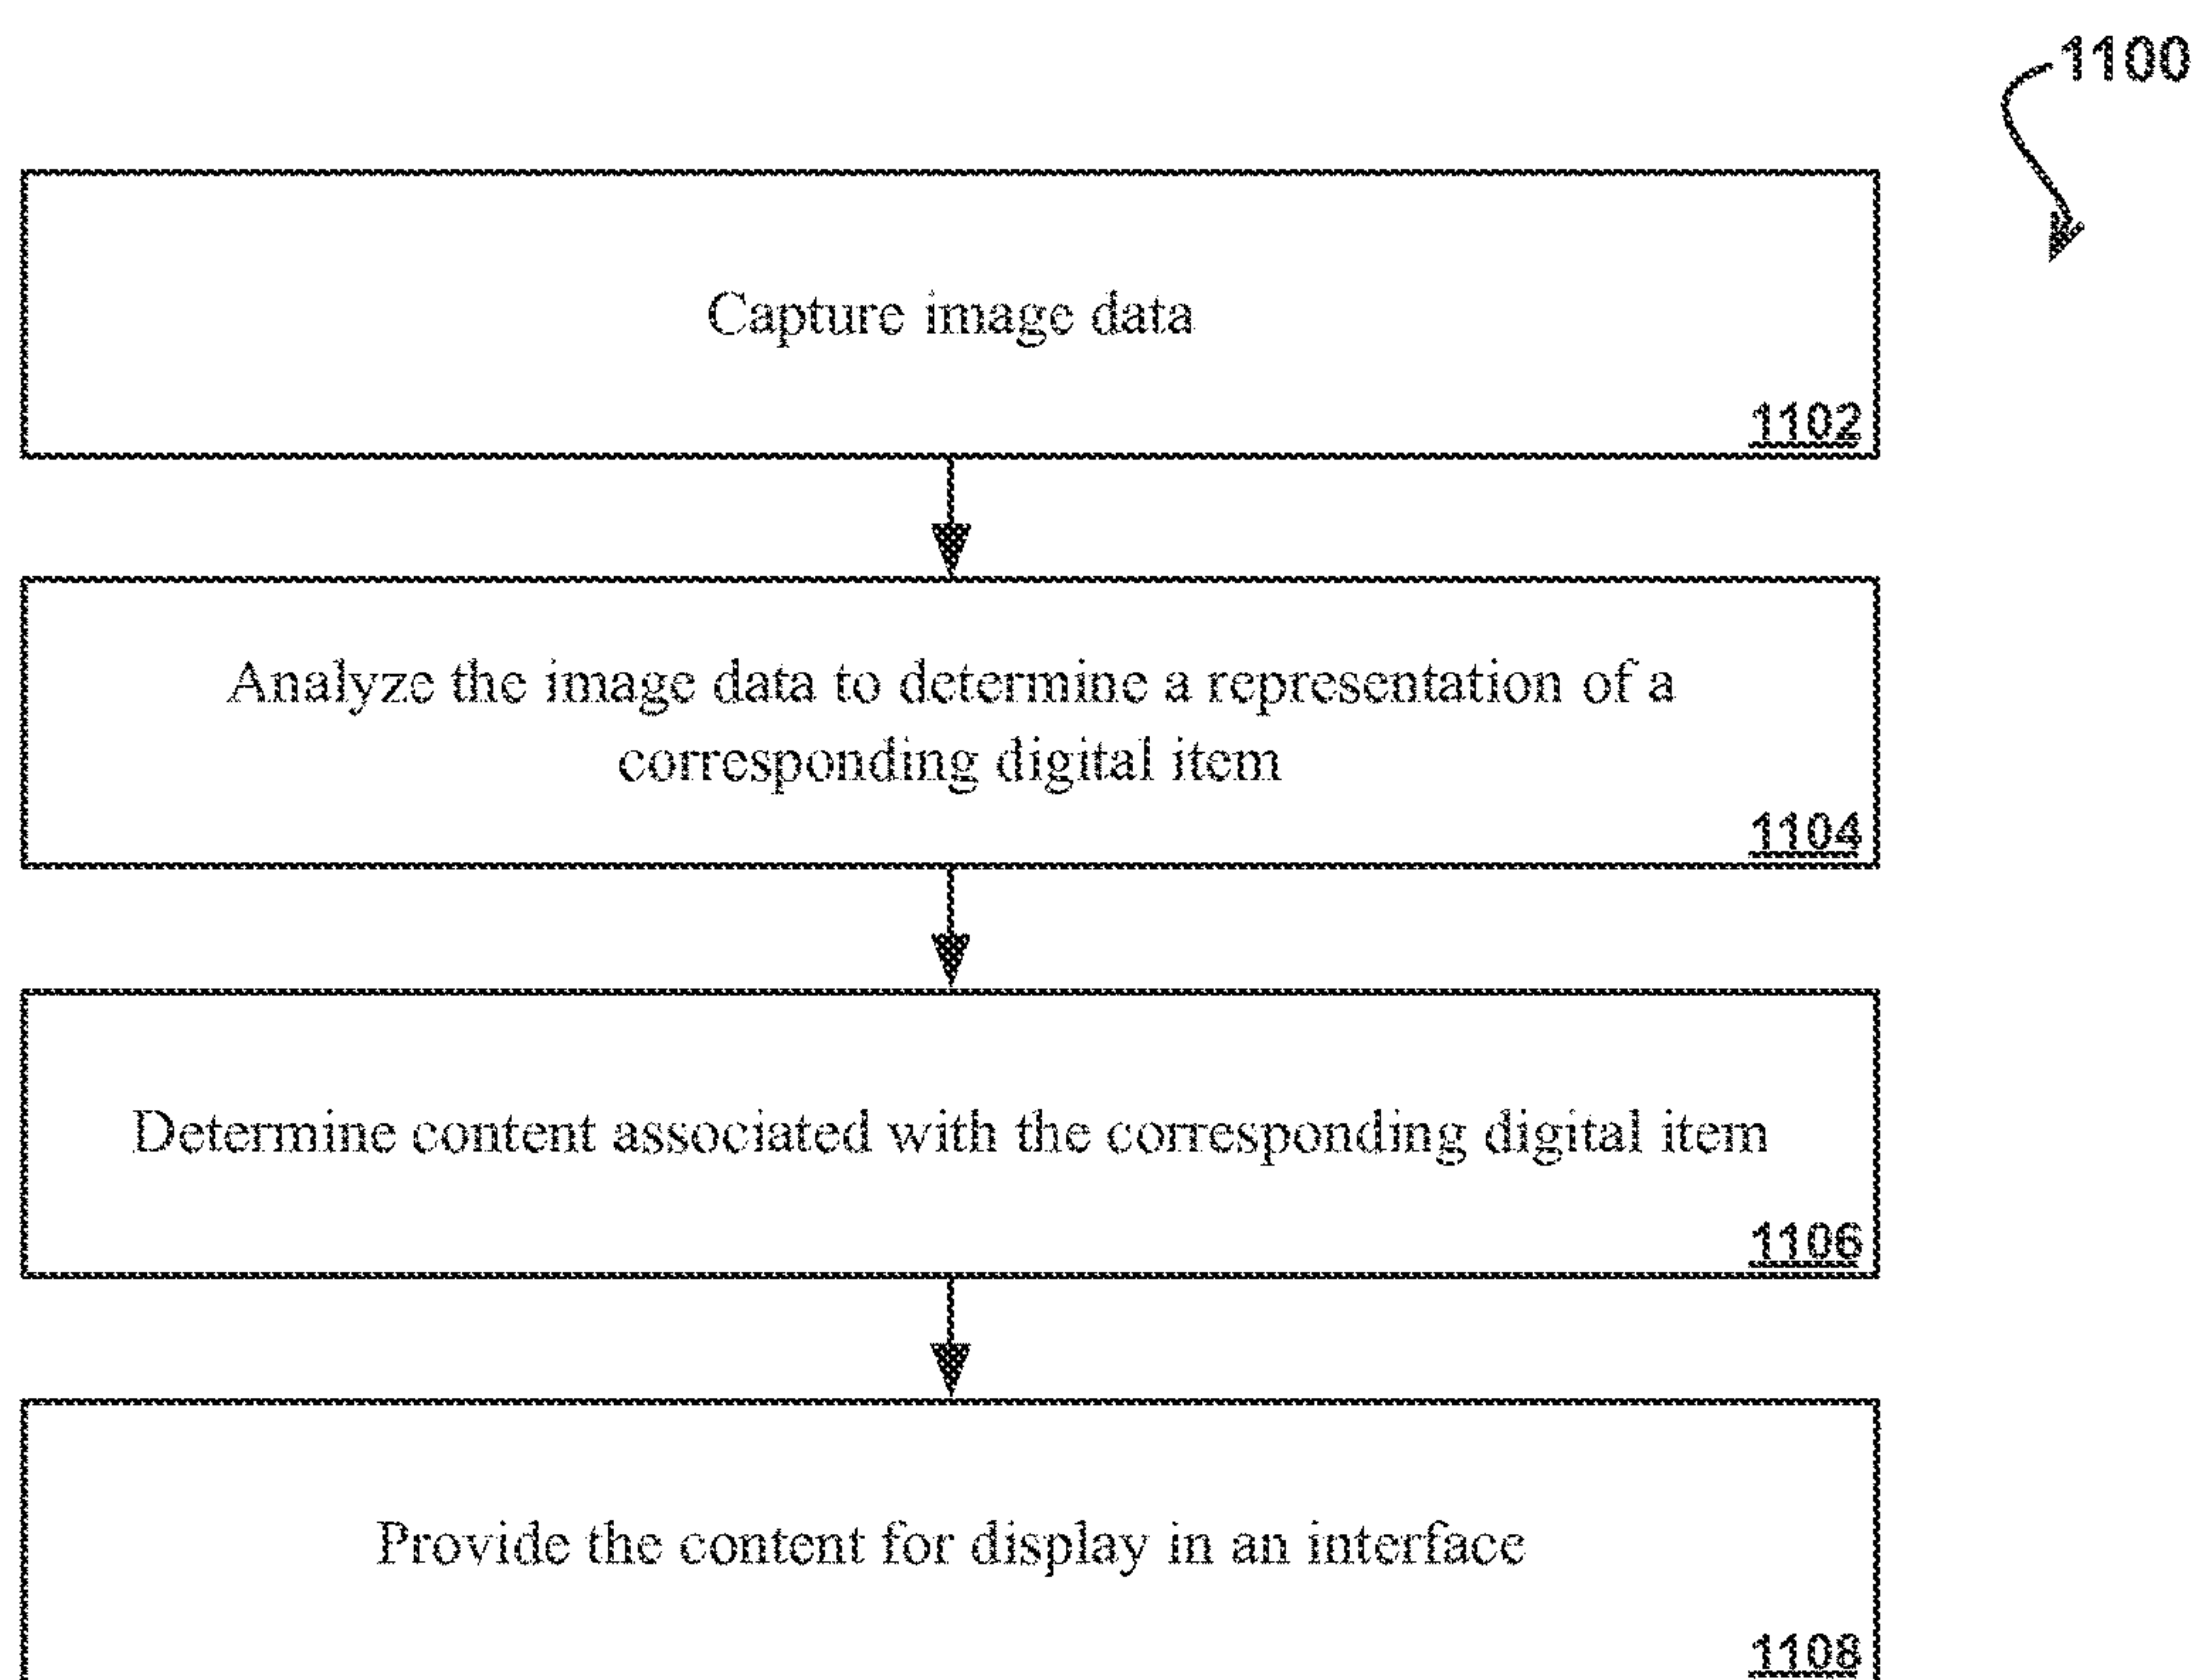 1100
Capture image data
1102
Analyze the image data to determine a representation of a
corresponding digital item
1104
Determine content associated with the corresponding digital item
1106
Provide the content for display in an interface
1108